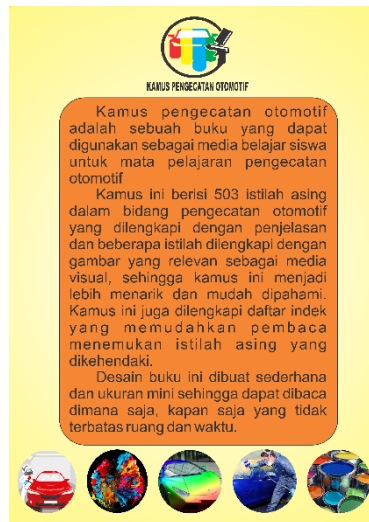 KAMUS PENGECATAN OTOMOTIF
Kamus pengecatan otomotif
adalah sebuah buku yang dapat
digunakan sebagai media belajar siswa
untuk mata pelajaran pengecatan
otomotif
Kamus ini berisi 503 istilah asing
dalam bidang pengecatan otomotif
yang dilengkapi dengan penjelasan
dan beberapa istilah dilengkapi dengan
gambar yang relevan sebagai media
visual, sehingga kamus ini menjadi
lebih menarik dan mudah dipahami.
Kamus ini juga dilengkapi daftar indek
yang memudahkan pembaca
menemukan istilah asing yang
dikehendaki.
Desain buku ini dibuat sederhana
dan ukuran mini sehingga dapat dibaca
dimana saja, kapan saja yang tidak
terbatas ruang dan waktu.